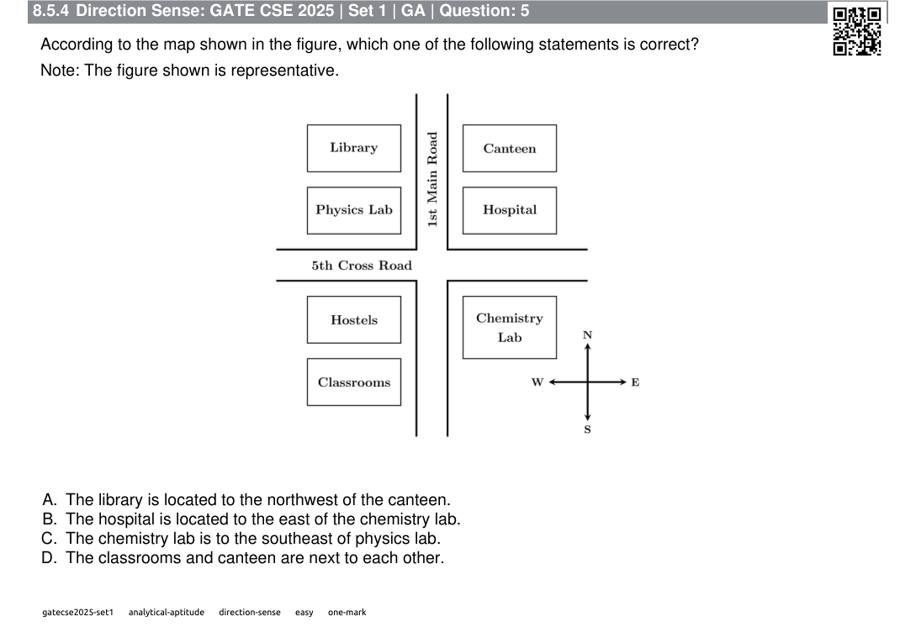 8.5.4 Direction Sense: GATE CSE 2025 | Set 1 | GA | Question: 5
According to the map shown in the figure, which one of the following statements is correct?
Note: The figure shown is representative.
Library
1st Main Road
Canteen
Physics Lab
Hospital
5th Cross Road
Hostels
Chemistry
Lab
Classrooms
N
W
E
S
A. The library is located to the northwest of the canteen.
B. The hospital is located to the east of the chemistry lab.
C. The chemistry lab is to the southeast of physics lab.
D. The classrooms and canteen are next to each other.
gatecse2025-set1 analytical-aptitude direction-sense easy one-mark